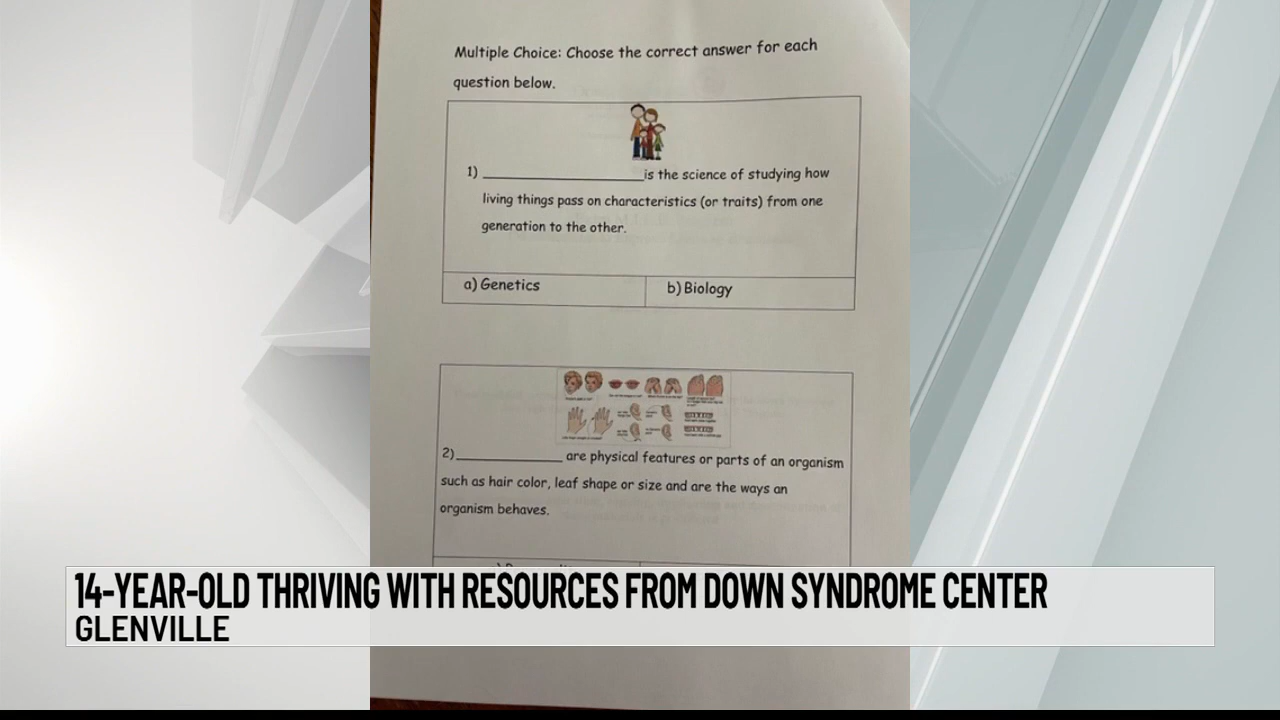 Multiple Choice: Choose the correct answer for each
question below.
1) ____________________ is the science of studying how
living things pass on characteristics (or traits) from one
generation to the other.
a) Genetics
b) Biology
2) ______________ are physical features or parts of an organism
such as hair color, leaf shape or size and are the ways an
organism behaves.
14-YEAR-OLD THRIVING WITH RESOURCES FROM DOWN SYNDROME CENTER
GLENVILLE